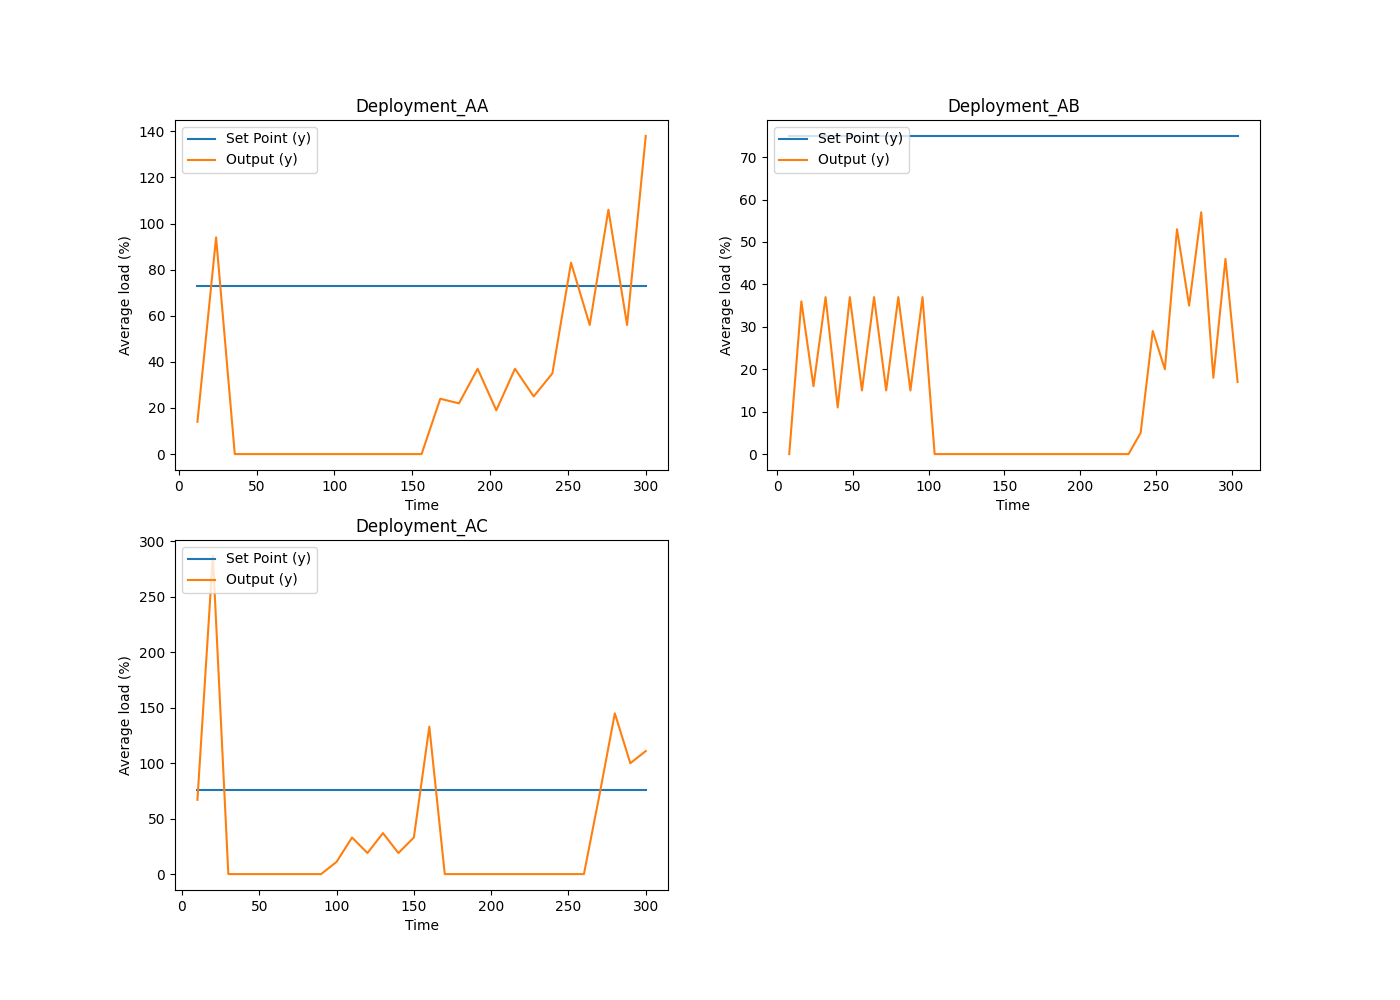 Deployment_AA
Set Point (y)
Output (y)
140
120
100
80
60
40
20
0
Average load (%)
0 50 100 150 200 250 300
Time
Deployment_AB
Set Point (y)
Output (y)
70
60
50
40
30
20
10
0
Average load (%)
0 50 100 150 200 250 300
Time
Deployment_AC
Set Point (y)
Output (y)
300
250
200
150
100
50
0
Average load (%)
0 50 100 150 200 250 300
Time